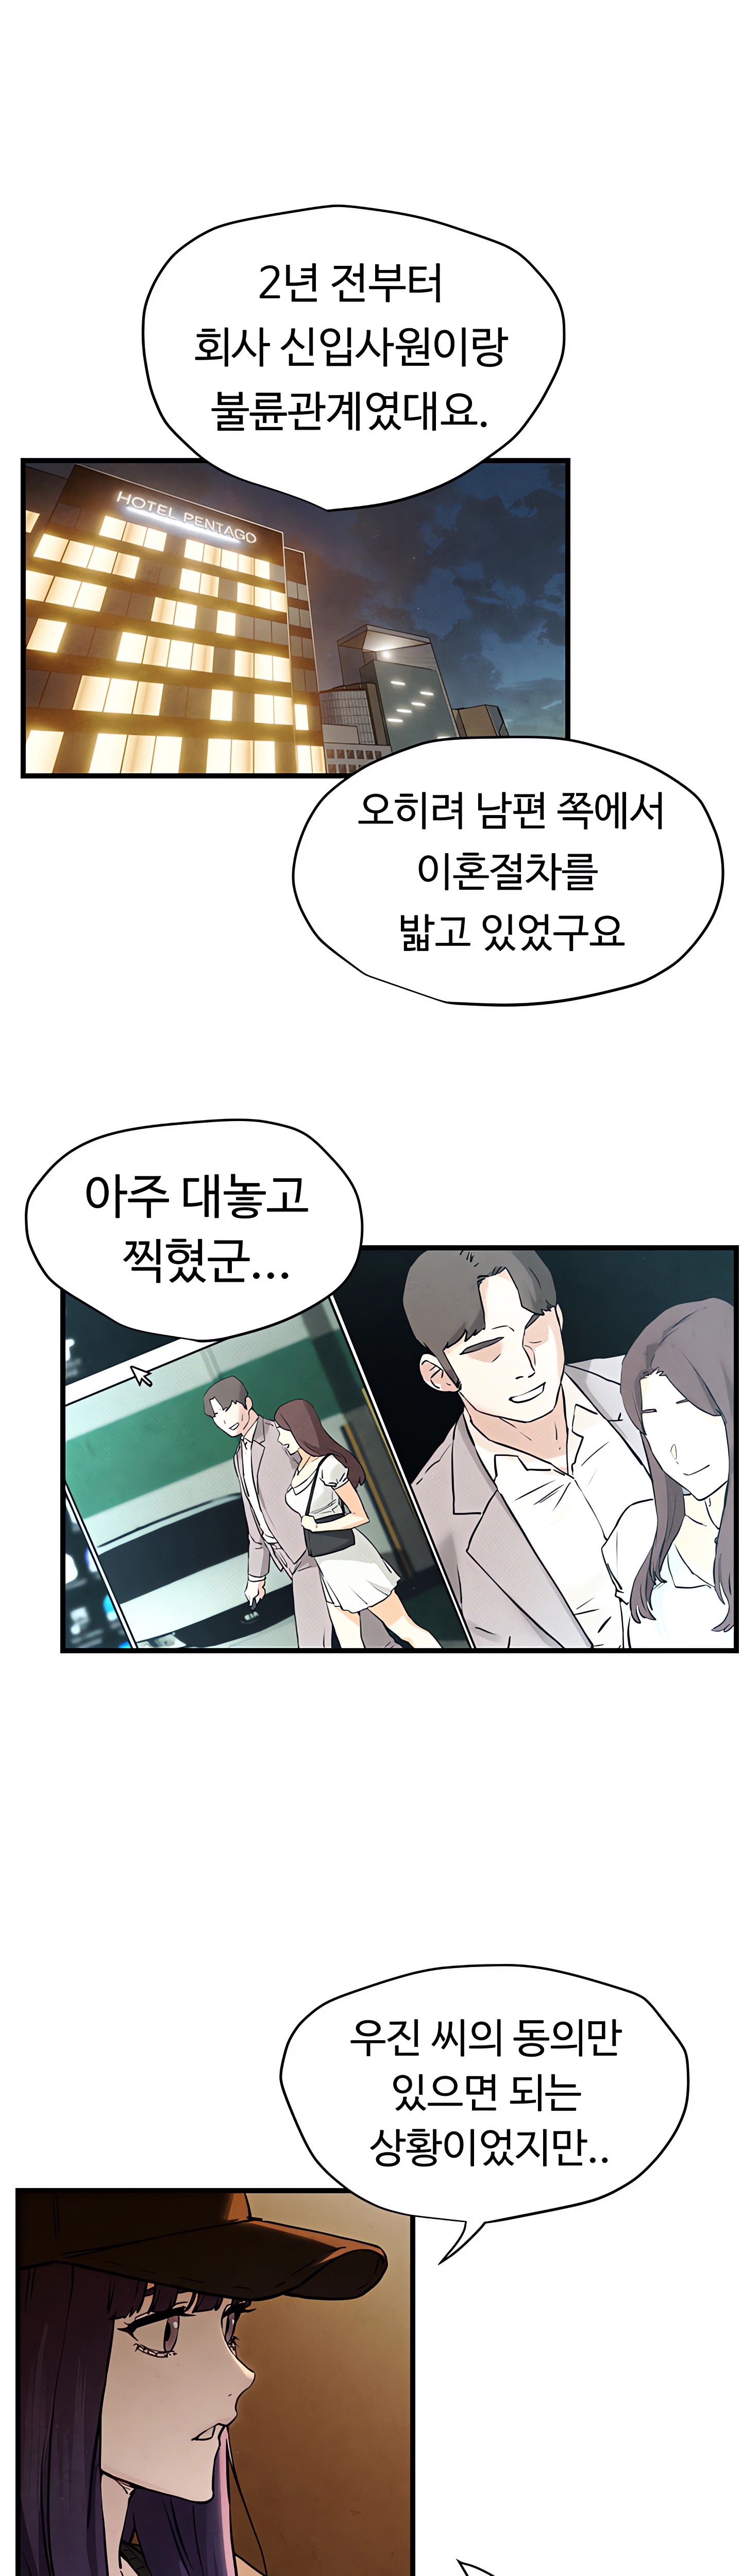 2년 전부터
회사 신입사원이랑
불륜관계였대요.
HOTEL PENTAGO
오히려 남편 쪽에서
이혼절차를
밟고 있었구요
아주 대놓고
찍혔군...
우진 씨의 동의만
있으면 되는
상황이었지만..